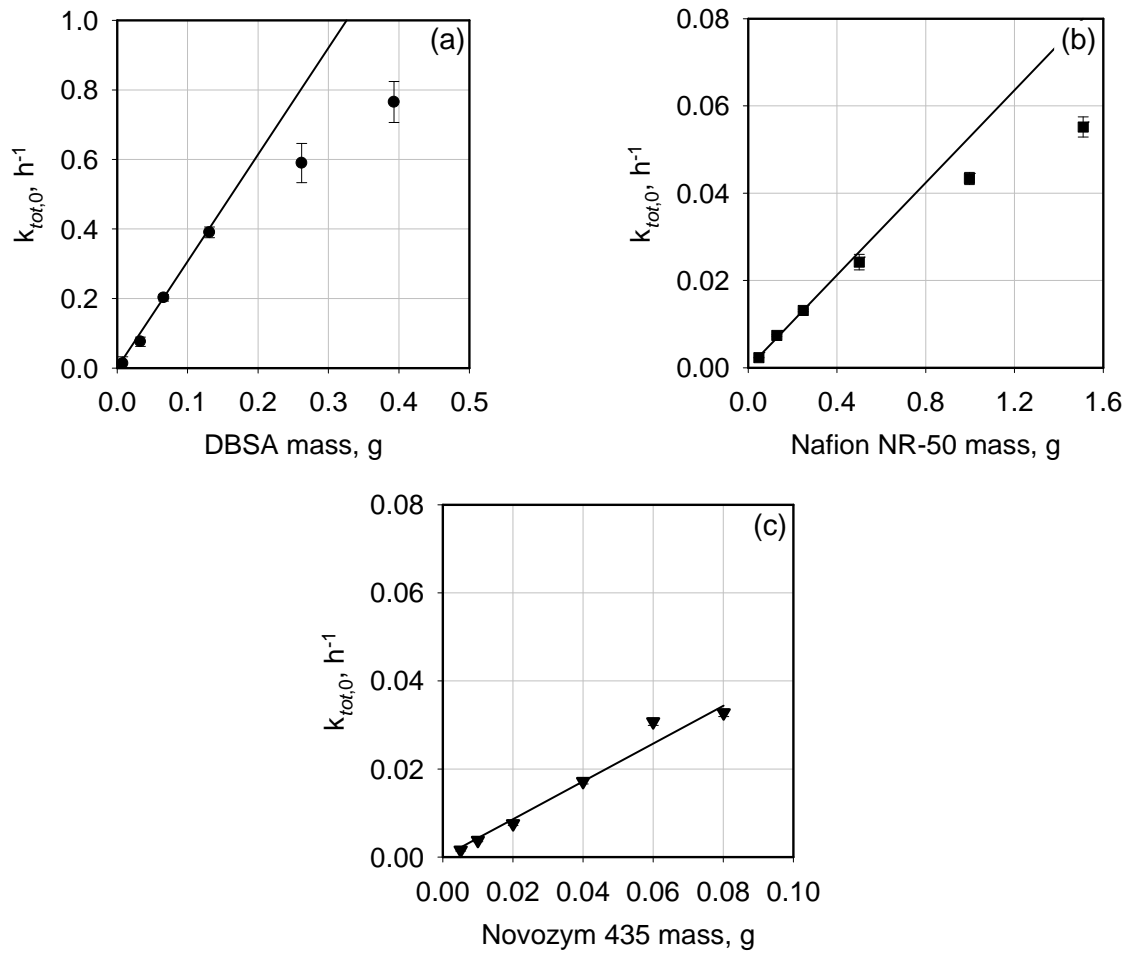 (a)
k_tot,0, h^-1
1.0
0.8
0.6
0.4
0.2
0.0
0.0 0.1 0.2 0.3 0.4 0.5
DBSA mass, g
(b)
k_tot,0, h^-1
0.08
0.06
0.04
0.02
0.00
0.0 0.4 0.8 1.2 1.6
Nafion NR-50 mass, g
(c)
k_tot,0, h^-1
0.08
0.06
0.04
0.02
0.00
0.00 0.02 0.04 0.06 0.08 0.10
Novozym 435 mass, g